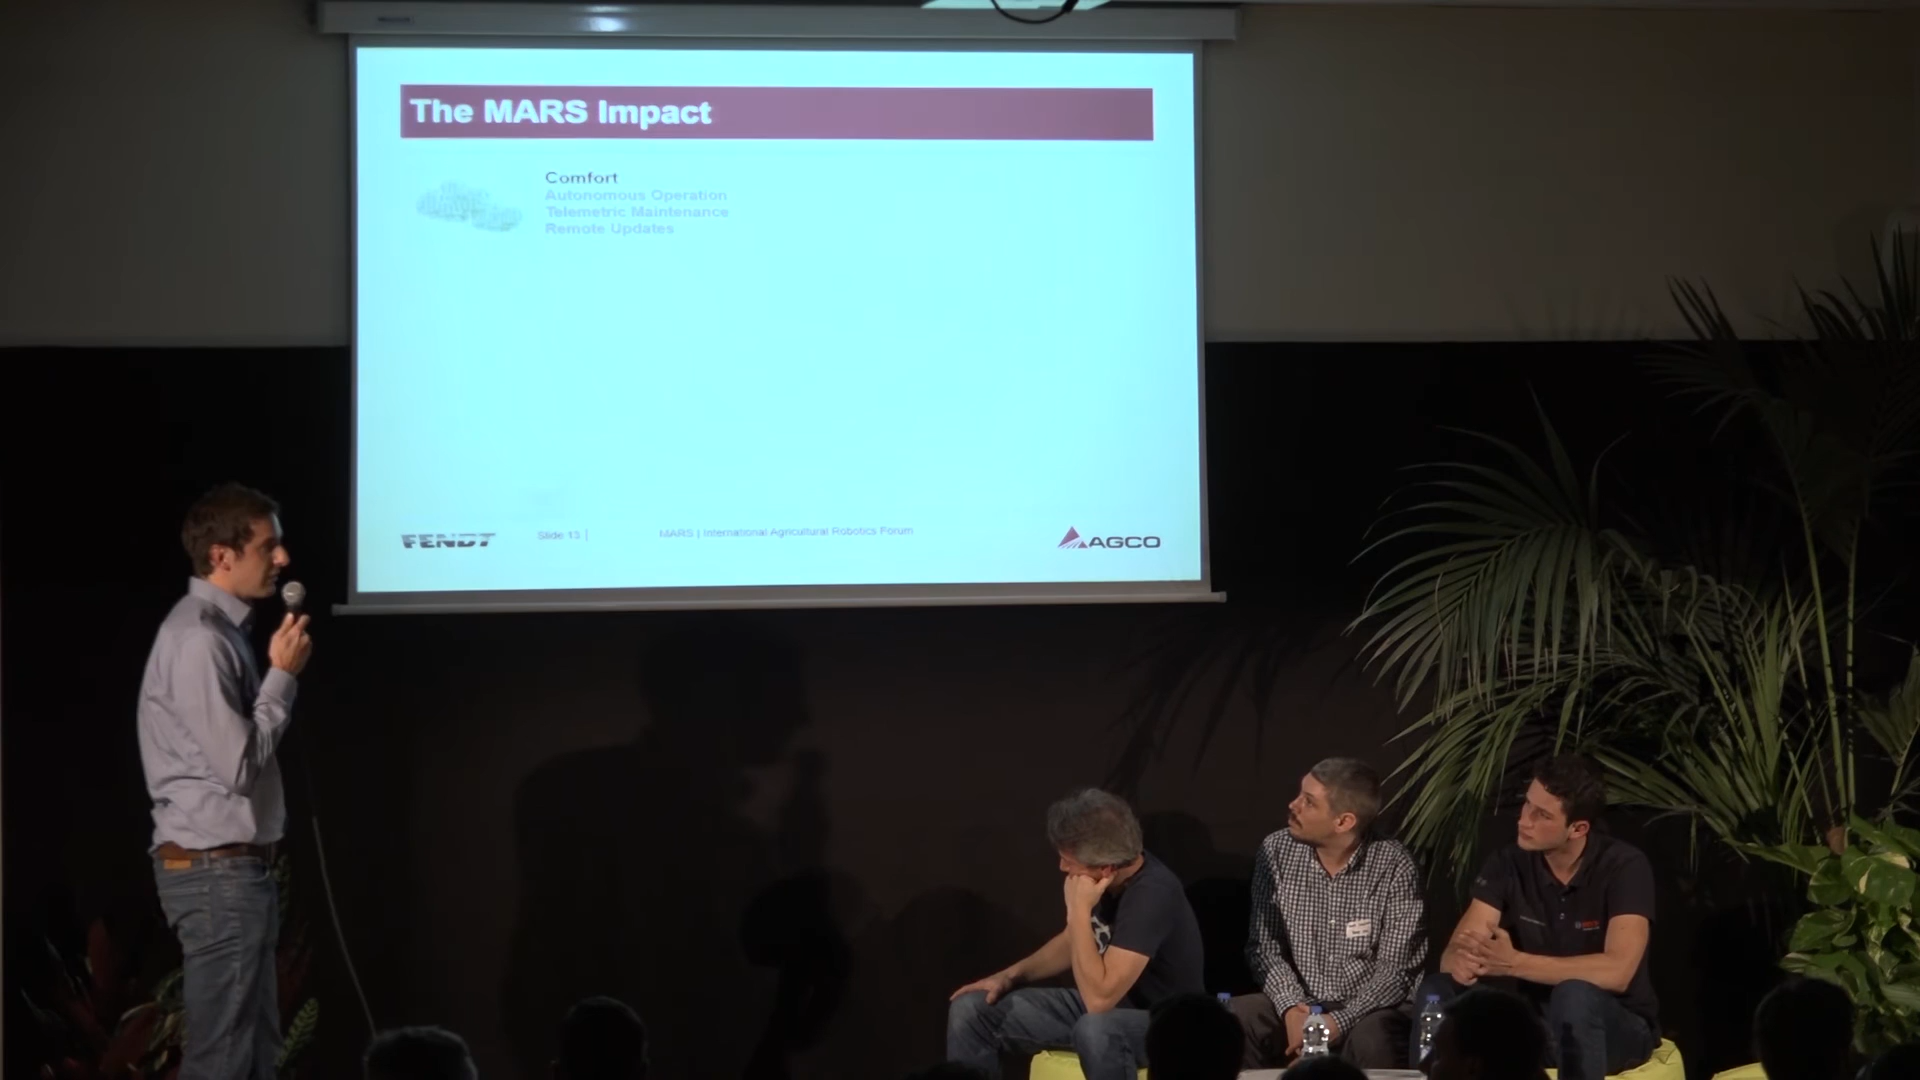 The MARS Impact
Comfort
Autonomous Operation
Telemetric Maintenance
Remote Updates
FENDT
Slide 13 |
MARS | International Agricultural Robotics Forum
AGCO